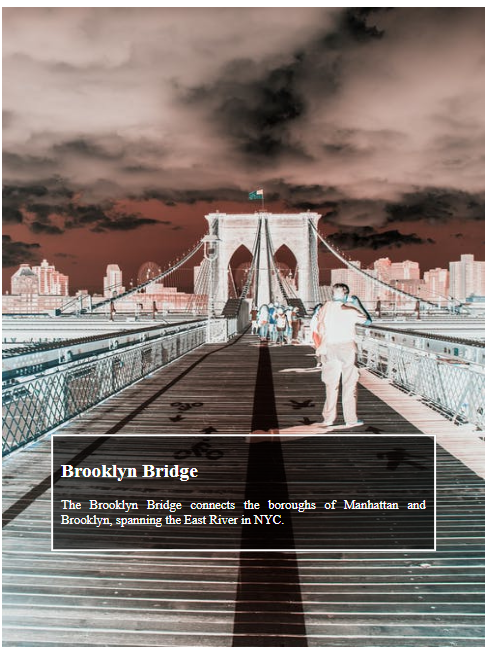 Brooklyn Bridge
The Brooklyn Bridge connects the boroughs of Manhattan and
Brooklyn, spanning the East River in NYC.